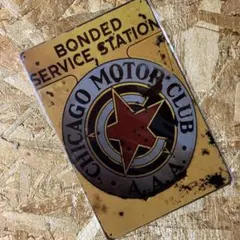 BONDED
SERVICE STATION
CHICAGO MOTOR CLUB
A.A.A.